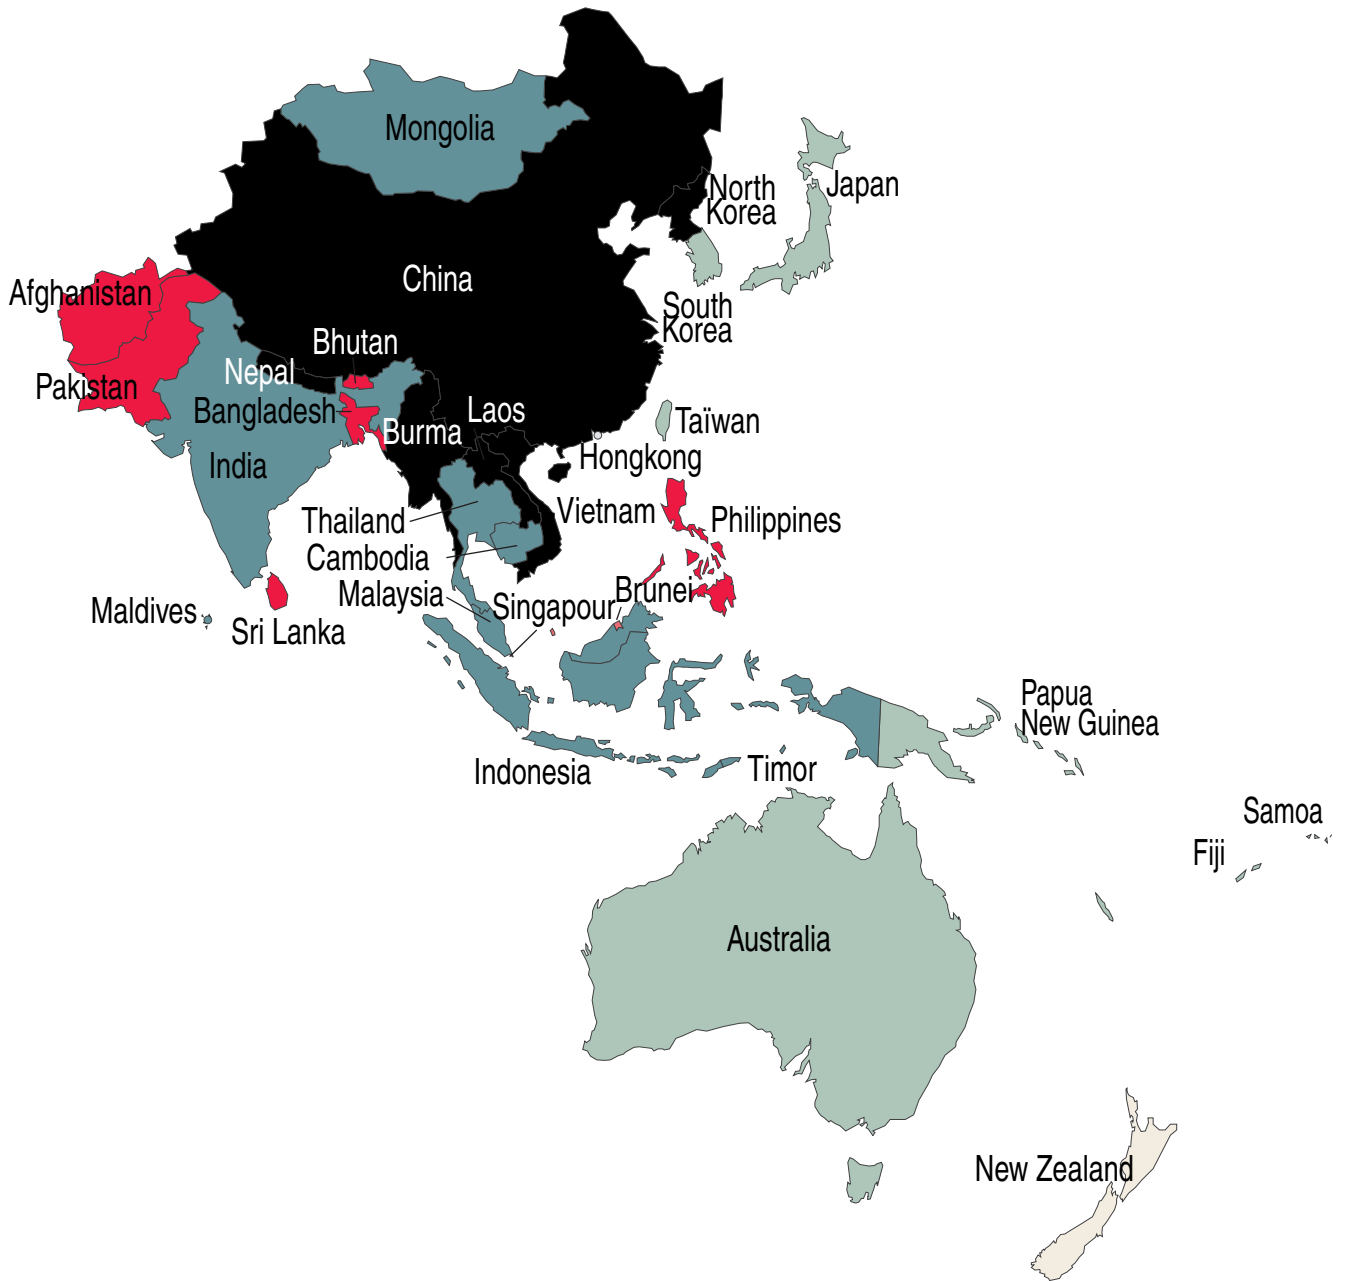 Mongolia
North
Korea
Japan
China
Afghanistan
South
Korea
Bhutan
Nepal
Pakistan
Bangladesh
Laos
Taïwan
Burma
Hongkong
India
Vietnam
Philippines
Thailand
Cambodia
Malaysia
Singapour
Brunei
Maldives
Sri Lanka
Papua
New Guinea
Indonesia
Timor
Samoa
Fiji
Australia
New Zealand